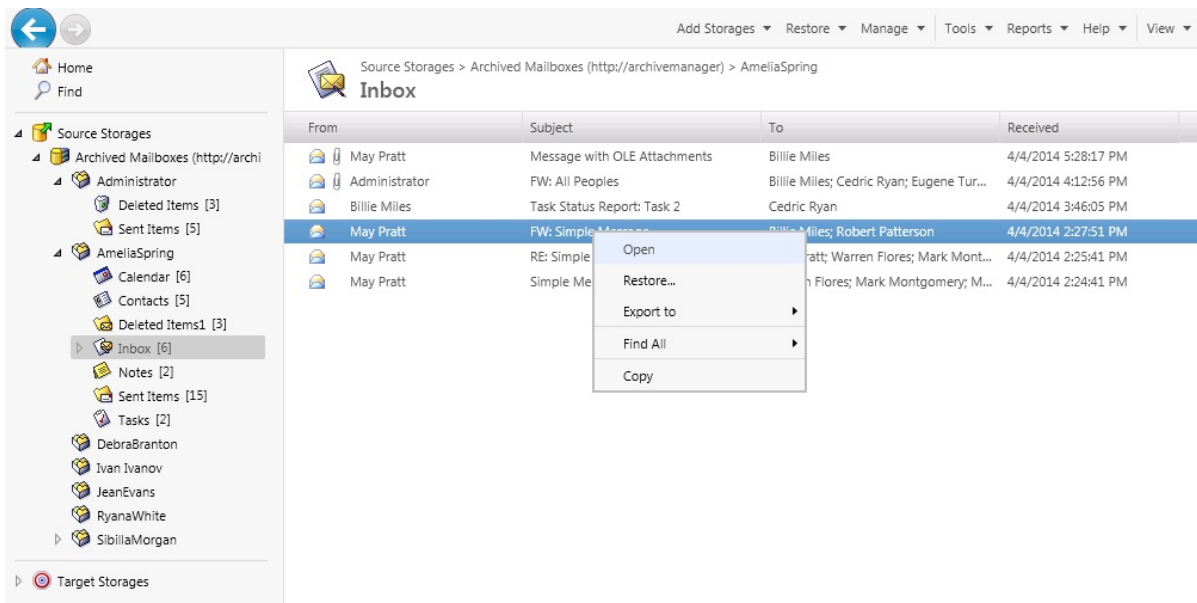 Add Storages Restore Manage Tools Reports Help View
Home
Find
Source Storages
Archived Mailboxes (http://archi
Administrator
Deleted Items [3]
Sent Items [5]
AmeliaSpring
Calendar [6]
Contacts [5]
Deleted Items1 [3]
Inbox [6]
Notes [2]
Sent Items [15]
Tasks [2]
DebraBranton
Ivan Ivanov
JeanEvans
RyanaWhite
SibillaMorgan
Target Storages
Source Storages > Archived Mailboxes (http://archivemanager) > AmeliaSpring
Inbox
From Subject To Received
May Pratt Message with OLE Attachments Billie Miles 4/4/2014 5:28:17 PM
Administrator FW: All Peoples Billie Miles; Cedric Ryan; Eugene Tur... 4/4/2014 4:12:56 PM
Billie Miles Task Status Report: Task 2 Cedric Ryan 4/4/2014 3:46:05 PM
May Pratt FW: Simple Message Billie Miles; Robert Patterson 4/4/2014 2:27:51 PM
May Pratt RE: Simple ratt; Warren Flores; Mark Mont... 4/4/2014 2:25:41 PM
May Pratt Simple Me n Flores; Mark Montgomery; M... 4/4/2014 2:24:41 PM
Open
Restore...
Export to
Find All
Copy